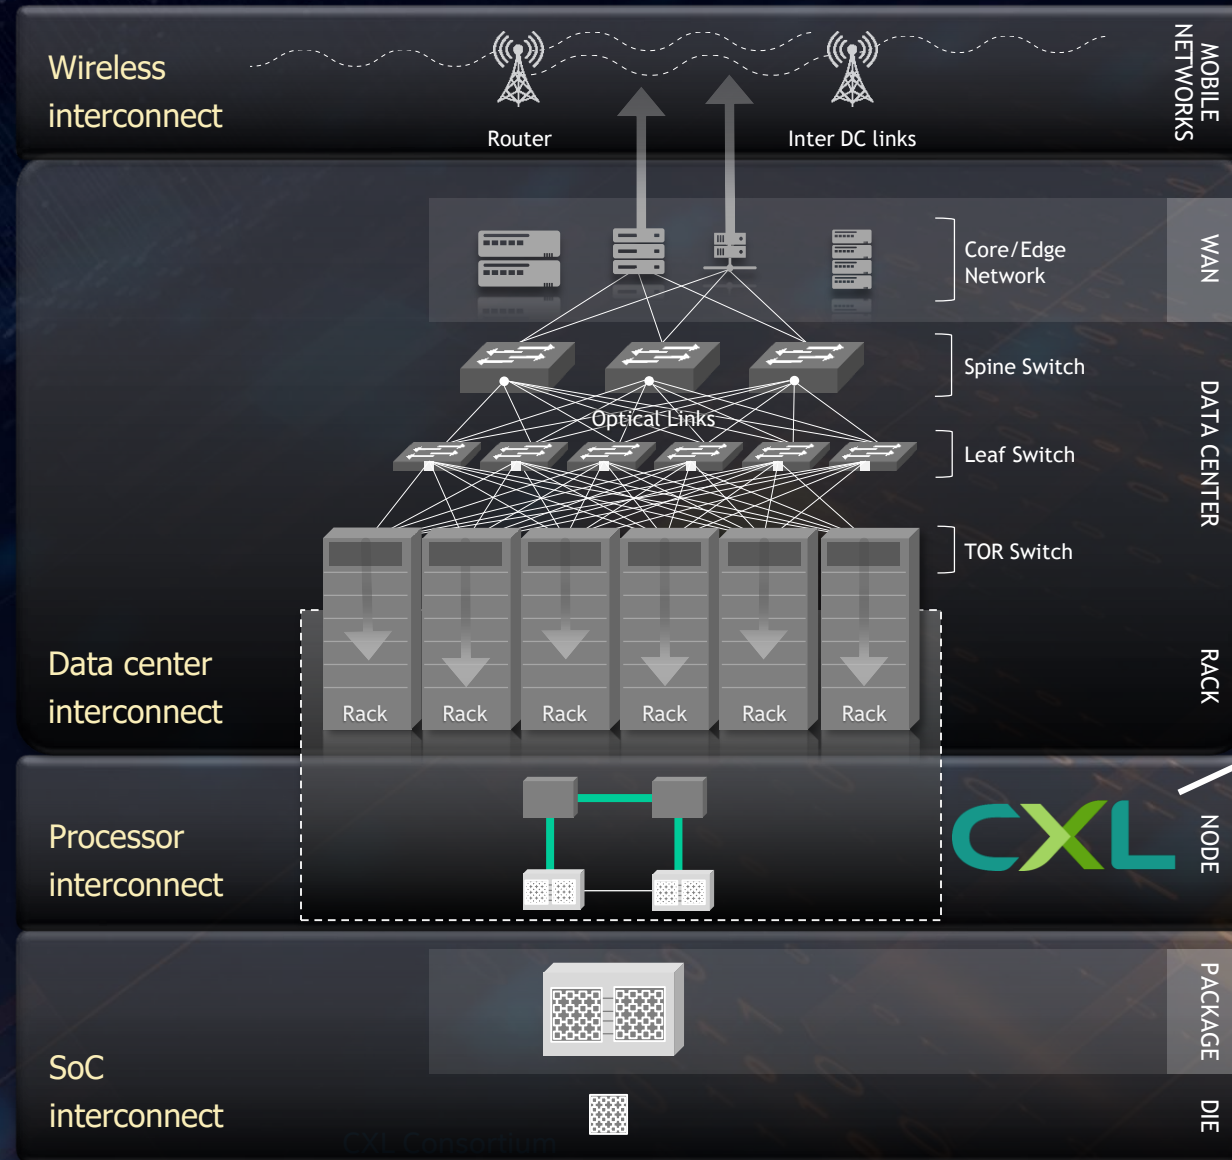 Wireless
interconnect
Router
Inter DC links
MOBILE
NETWORKS
Core/Edge
Network
WAN
Spine Switch
Optical Links
Leaf Switch
DATA CENTER
TOR Switch
Data center
interconnect
Rack
Rack
Rack
Rack
Rack
Rack
RACK
Processor
interconnect
CXL
NODE
PACKAGE
SoC
interconnect
DIE
CXL Consortium